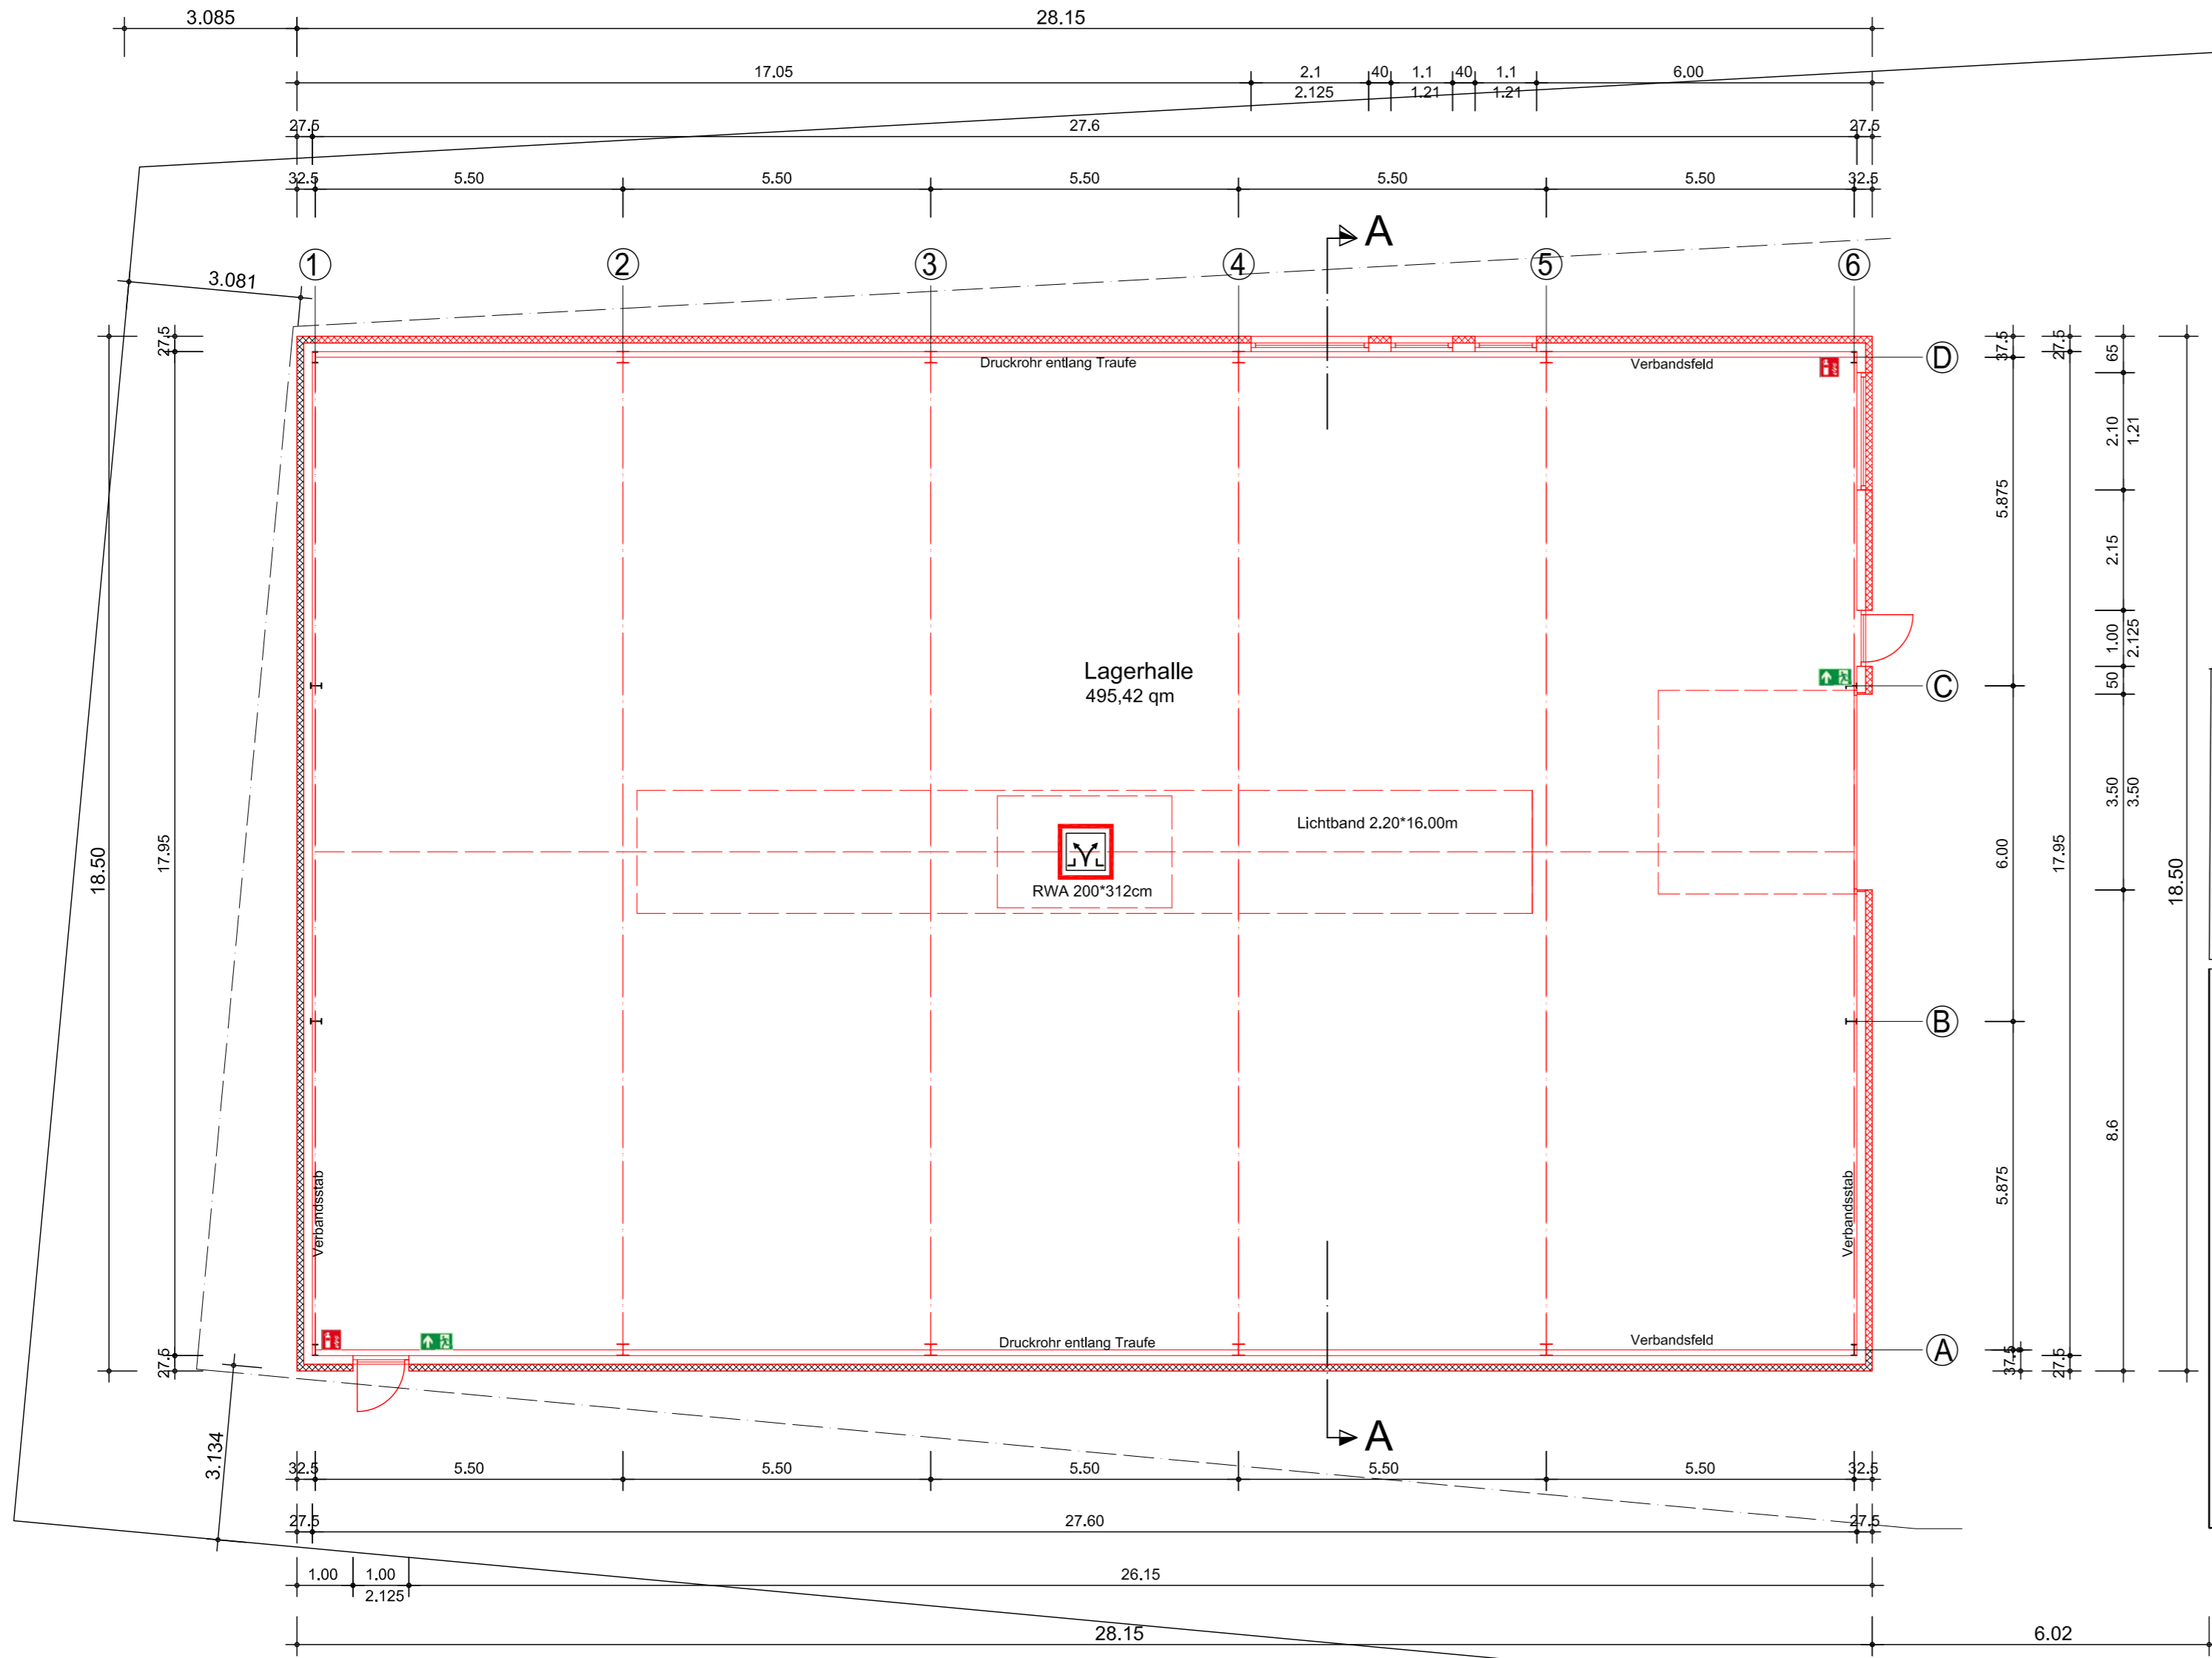 3.085 28.15
17.05 2.1 40 1.1 40 1.1 6.00
2.125 1.21 1.21
27.5 27.6 27.5
32.5 5.50 5.50 5.50 5.50 5.50 32.5
A
1 2 3 4 5 6
3.081
27.5
37.5
27.5
65
Druckrohr entlang Traufe
Verbandsfeld
D
2.10
1.21
5.875
2.15
1.00
2.125
Lagerhalle
495,42 qm
50
C
3.50
3.50
Lichtband 2.20*16.00m
RWA 200*312cm
18.50
17.95
6.00
17.95
18.50
B
8.6
5.875
Verbandsstab
Verbandsstab
Druckrohr entlang Traufe
Verbandsfeld
A
27.5
37.5
27.5
3.134
A
32.5 5.50 5.50 5.50 5.50 5.50 32.5
27.5 27.60 27.5
1.00 1.00 26.15
2.125
28.15 6.02